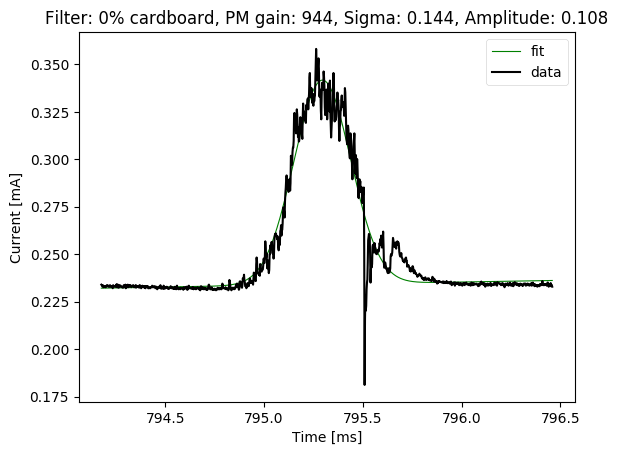 Filter: 0% cardboard, PM gain: 944, Sigma: 0.144, Amplitude: 0.108
fit
data
0.350
0.325
0.300
0.275
0.250
0.225
0.200
0.175
Current [mA]
794.5 795.0 795.5 796.0 796.5
Time [ms]